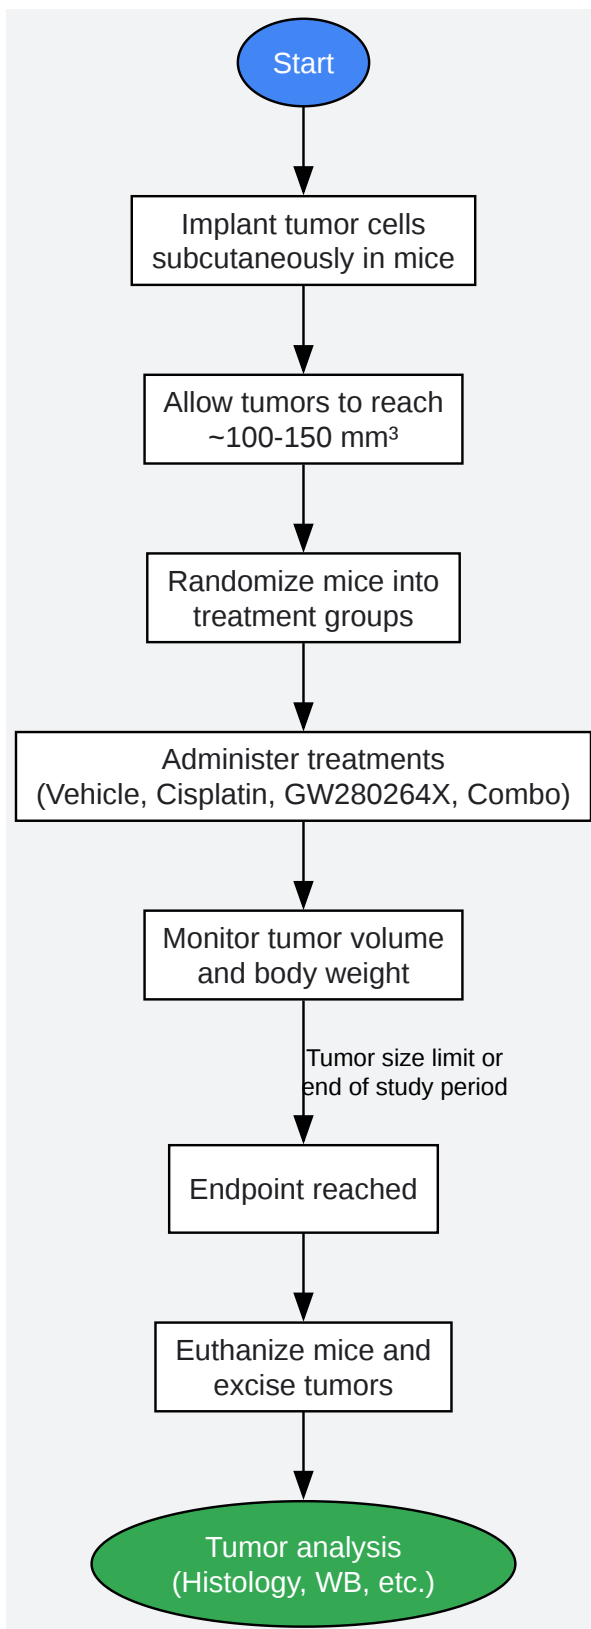 Start
Implant tumor cells
subcutaneously in mice
Allow tumors to reach
~100-150 mm³
Randomize mice into
treatment groups
Administer treatments
(Vehicle, Cisplatin, GW280264X, Combo)
Monitor tumor volume
and body weight
Tumor size limit or
end of study period
Endpoint reached
Euthanize mice and
excise tumors
Tumor analysis
(Histology, WB, etc.)